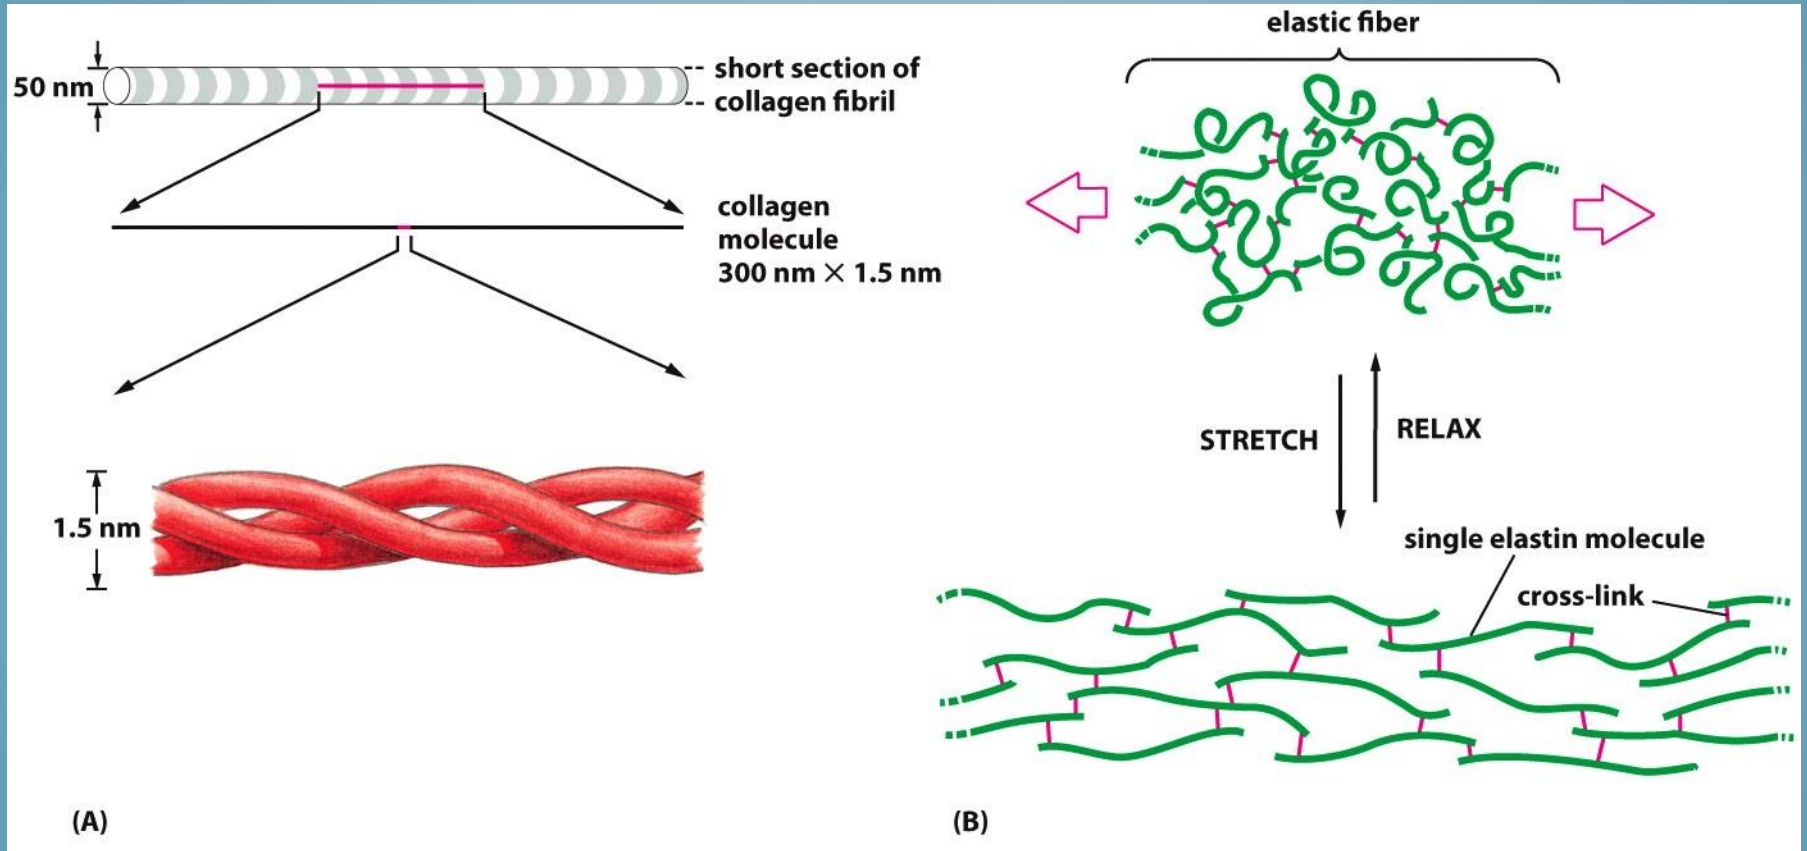 50 nm
short section of
collagen fibril
collagen
molecule
300 nm × 1.5 nm
1.5 nm
(A)
elastic fiber
STRETCH
RELAX
single elastin molecule
cross-link
(B)